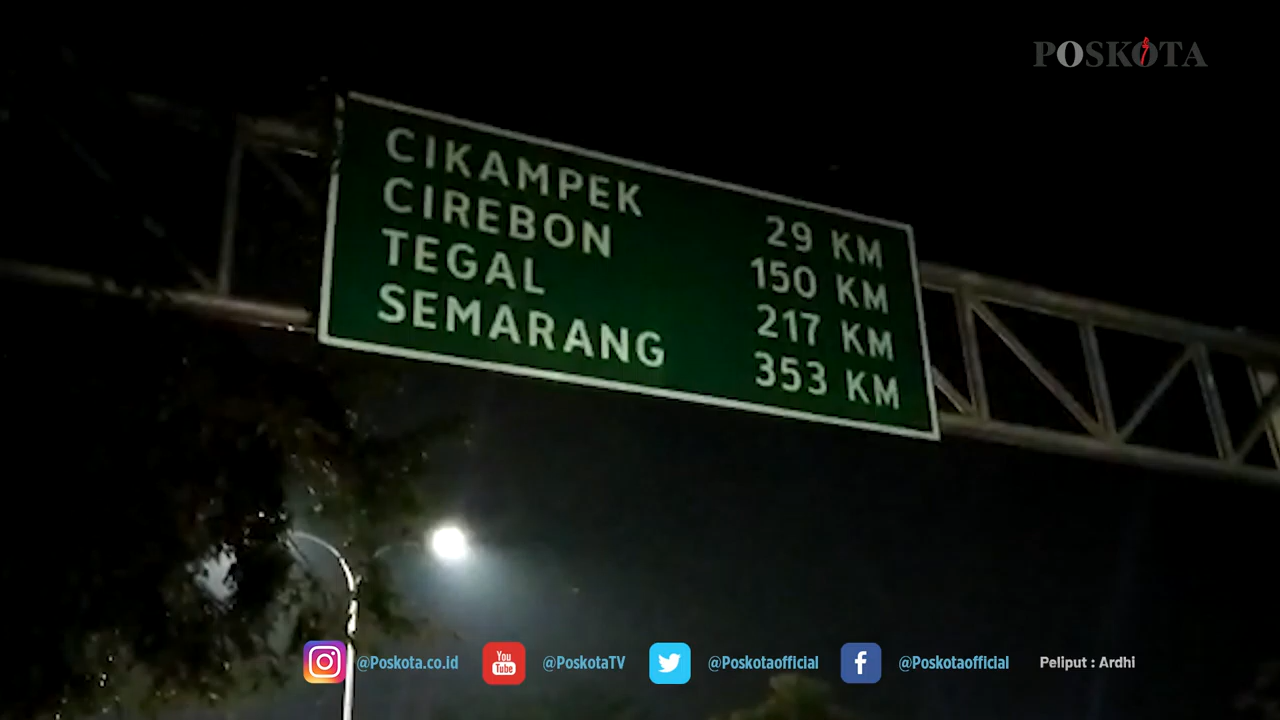 POSKOTA
CIKAMPEK 29 KM
CIREBON 150 KM
TEGAL 217 KM
SEMARANG 353 KM
@Poskota.co.id You Tube @PoskotaTV @Poskotaofficial f @Poskotaofficial Peliput : Ardhi